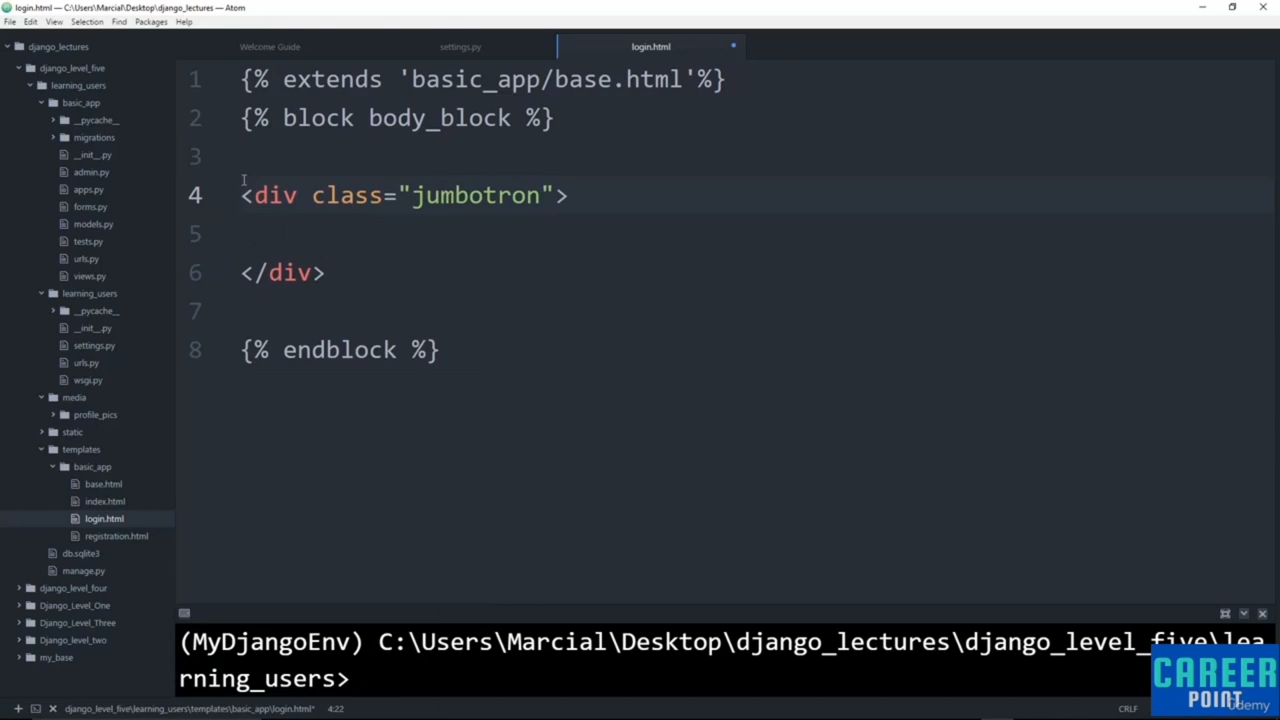 login.html — C:\Users\Marcial\Desktop\django_lectures — Atom
File Edit View Selection Find Packages Help
django_lectures
django_level_five
learning_users
basic_app
__pycache__
migrations
__init__.py
admin.py
apps.py
forms.py
models.py
tests.py
urls.py
views.py
learning_users
__pycache__
__init__.py
settings.py
urls.py
wsgi.py
media
profile_pics
static
templates
basic_app
base.html
index.html
login.html
registration.html
db.sqlite3
manage.py
django_level_four
Django_Level_One
Django_Level_Three
Django_level_two
my_base
Welcome Guide settings.py login.html
1 {% extends 'basic_app/base.html'%}
2 {% block body_block %}
3
4 <div class="jumbotron">
5
6 </div>
7
8 {% endblock %}
(MyDjangoEnv) C:\Users\Marcial\Desktop\django_lectures\django_level_five\lea
rning_users>
CAREER
POINT
Udemy
django_level_five\learning_users\templates\basic_app\login.html* 4:22 CRLF